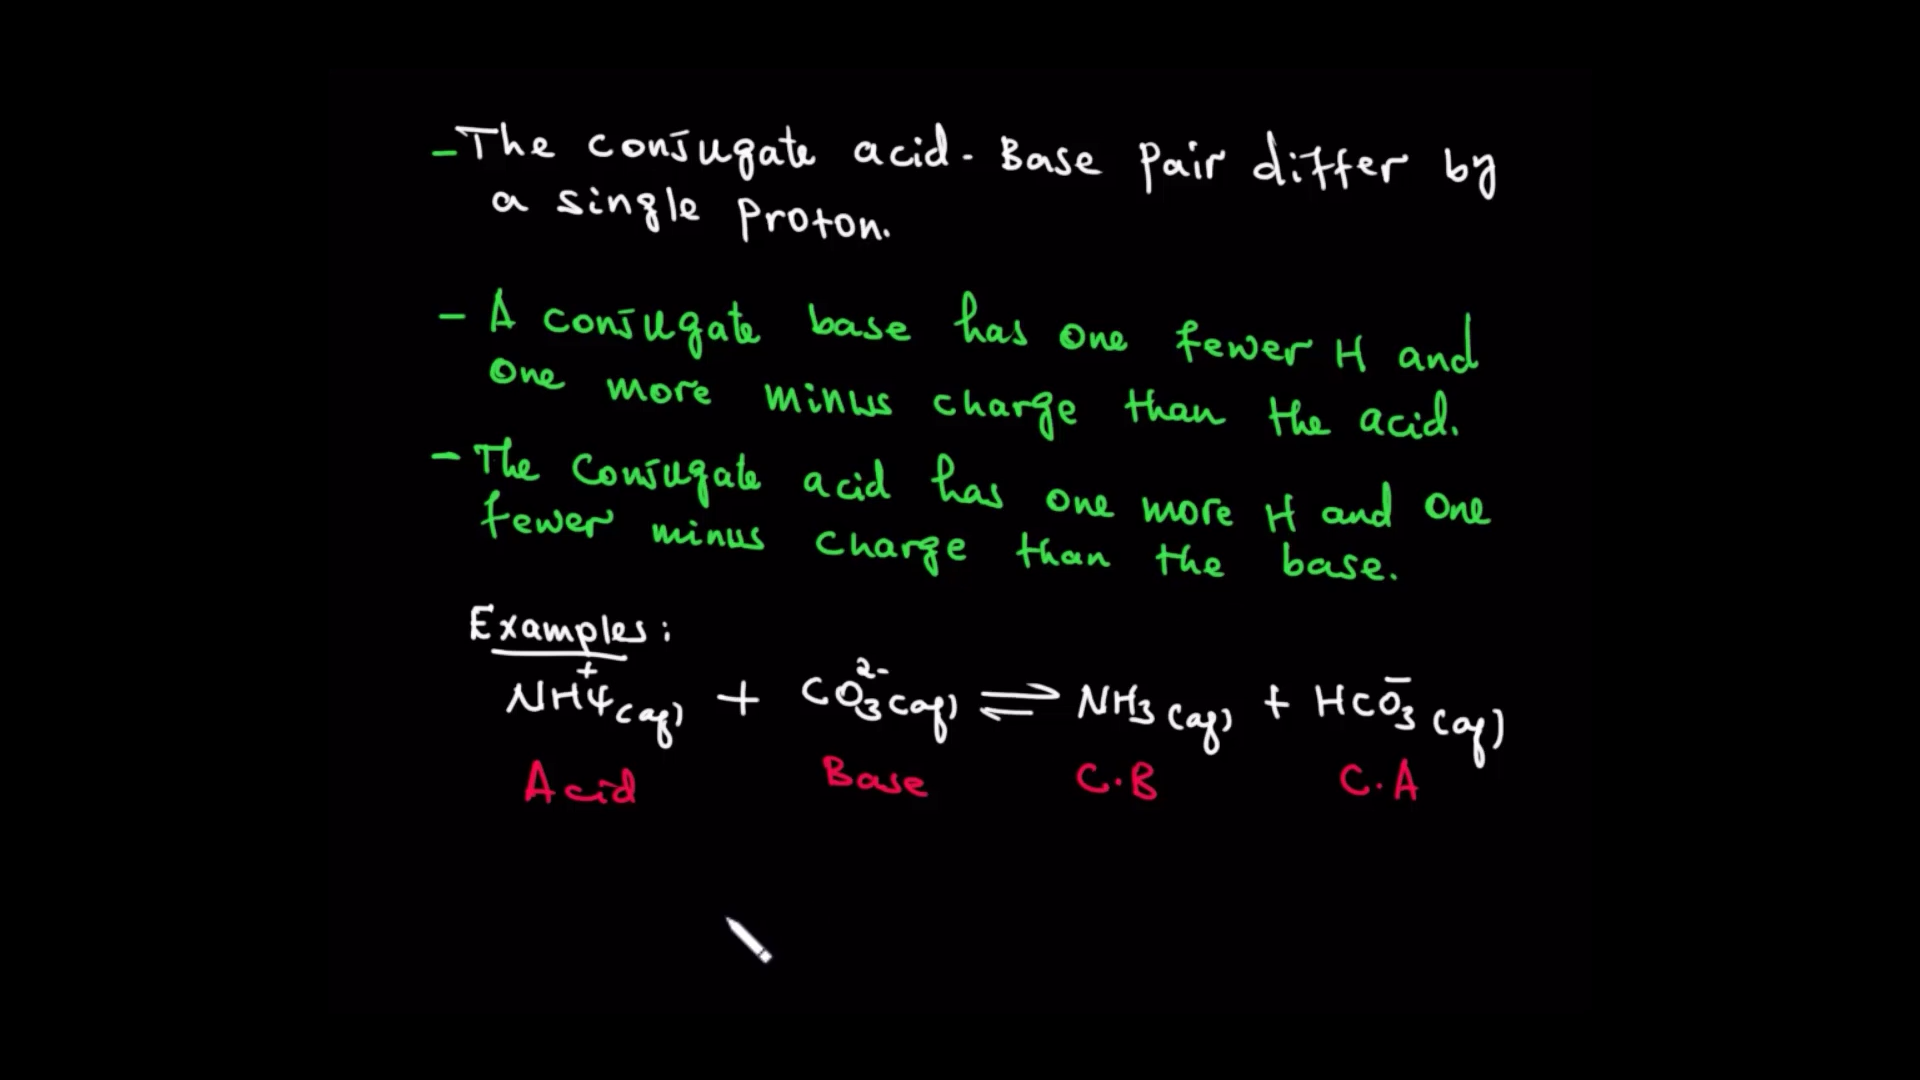 - The conjugate acid-Base pair differ by
a single proton.
- A conjugate base has one fewer H and
one more minus charge than the acid.
- The conjugate acid has one more H and one
fewer minus charge than the base.
Examples:
NH₄⁺(aq) + CO₃²⁻(aq) ⇌ NH₃(aq) + HCO₃⁻(aq)
Acid Base C.B C.A